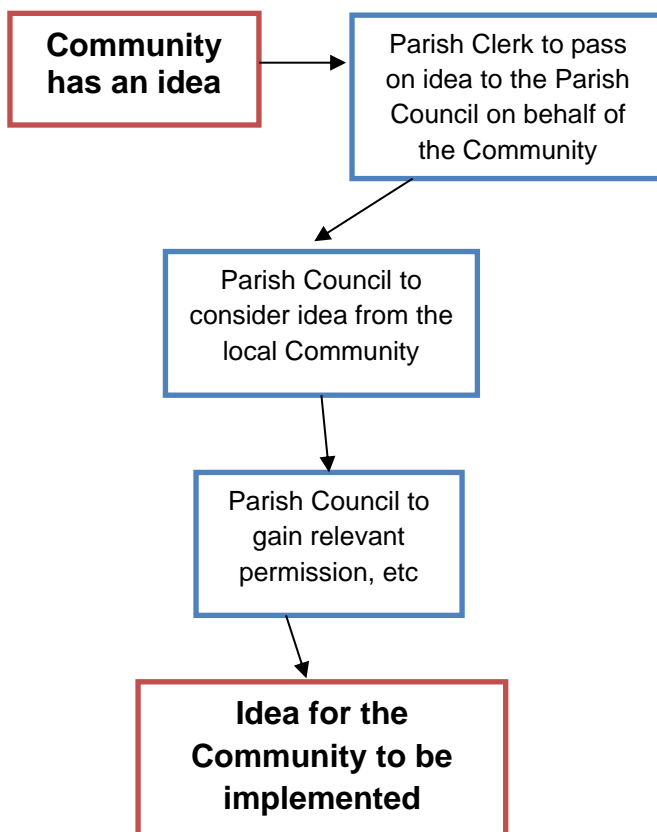 Community
has an idea
Parish Clerk to pass
on idea to the Parish
Council on behalf of
the Community
Parish Council to
consider idea from the
local Community
Parish Council to
gain relevant
permission, etc
Idea for the
Community to be
implemented